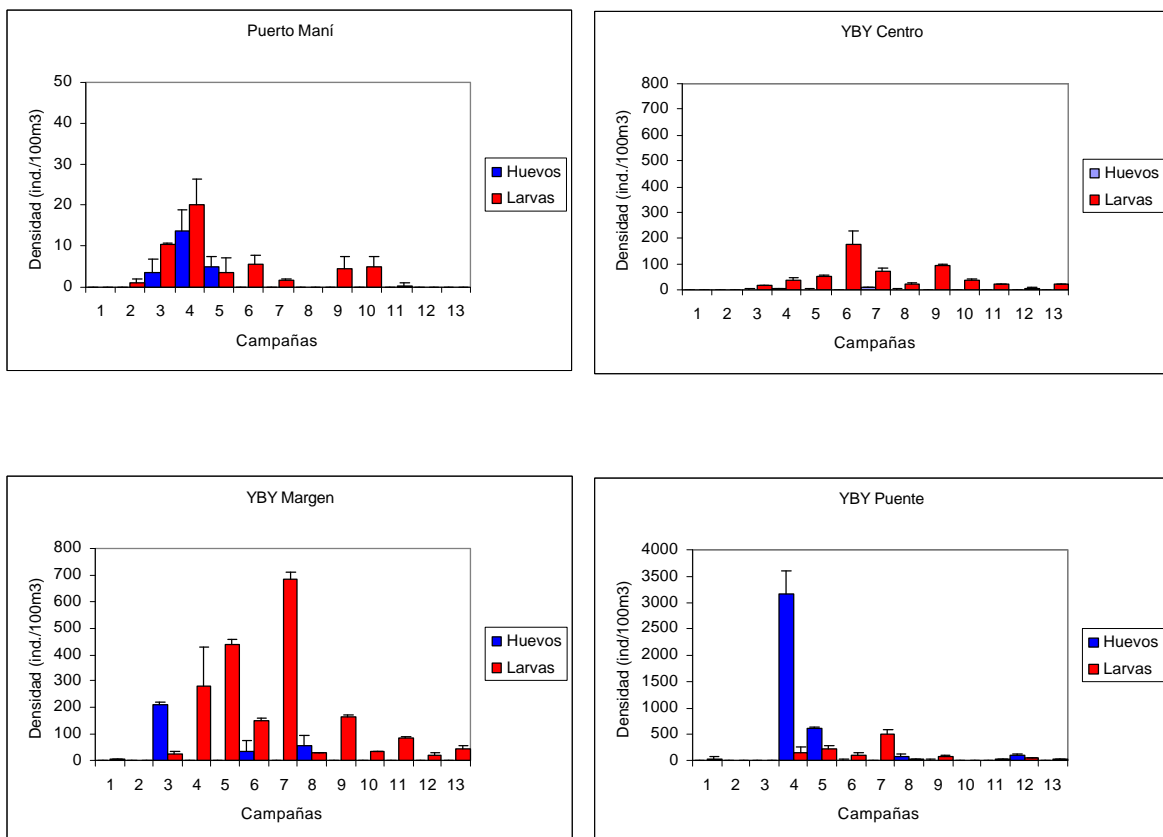 Puerto Maní
50
40
30
20
10
0
Densidad (ind./100m3)
1 2 3 4 5 6 7 8 9 10 11 12 13
Campañas
Huevos
Larvas
YBY Centro
800
700
600
500
400
300
200
100
0
Densidad (ind./100m3)
1 2 3 4 5 6 7 8 9 10 11 12 13
Campañas
Huevos
Larvas
YBY Margen
800
700
600
500
400
300
200
100
0
Densidad (ind./100m3)
1 2 3 4 5 6 7 8 9 10 11 12 13
Campañas
Huevos
Larvas
YBY Puente
4000
3500
3000
2500
2000
1500
1000
500
0
Densidad (ind/100m3)
1 2 3 4 5 6 7 8 9 10 11 12 13
Campañas
Huevos
Larvas